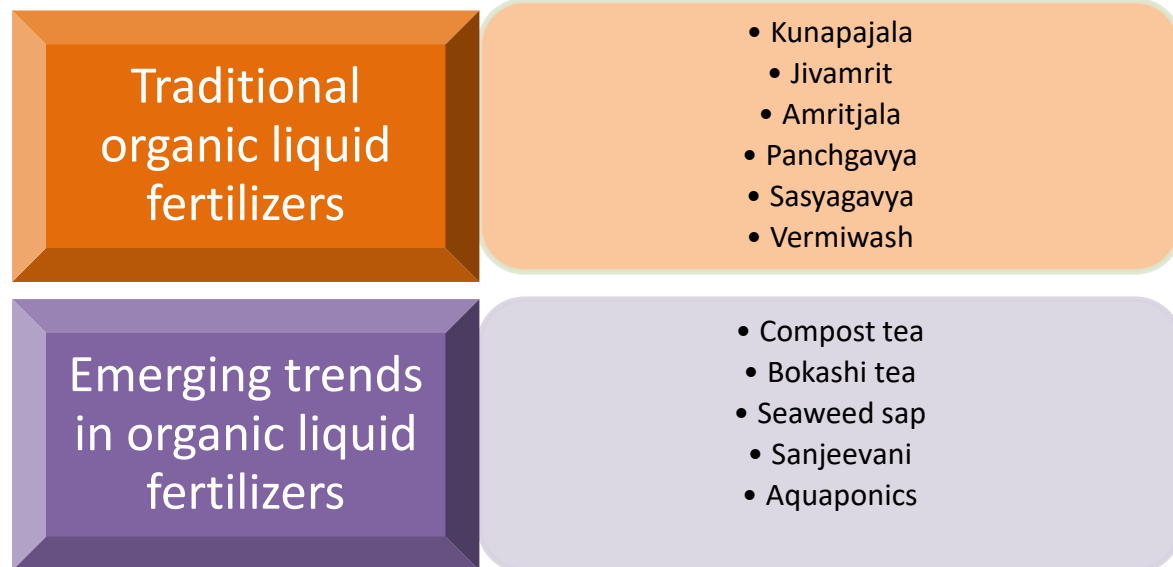 Traditional
organic liquid
fertilizers
• Kunapajala
• Jivamrit
• Amritjala
• Panchgavya
• Sasyagavya
• Vermiwash
Emerging trends
in organic liquid
fertilizers
• Compost tea
• Bokashi tea
• Seaweed sap
• Sanjeevani
• Aquaponics